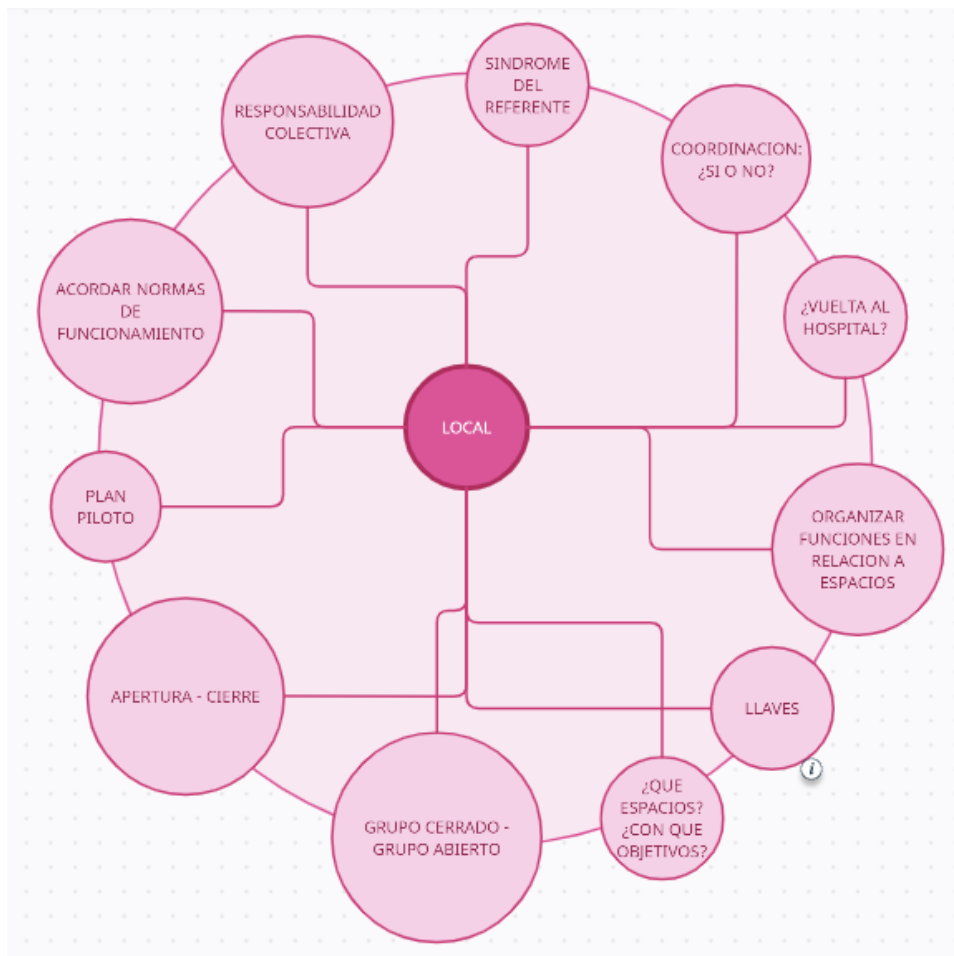 SINDROME
DEL
REFERENTE
RESPONSABILIDAD
COLECTIVA
COORDINACION:
¿SI O NO?
ACORDAR NORMAS
DE
FUNCIONAMIENTO
¿VUELTA AL
HOSPITAL?
LOCAL
PLAN
PILOTO
ORGANIZAR
FUNCIONES EN
RELACION A
ESPACIOS
APERTURA - CIERRE
LLAVES
i
GRUPO CERRADO -
GRUPO ABIERTO
¿QUE
ESPACIOS?
¿CON QUE
OBJETIVOS?